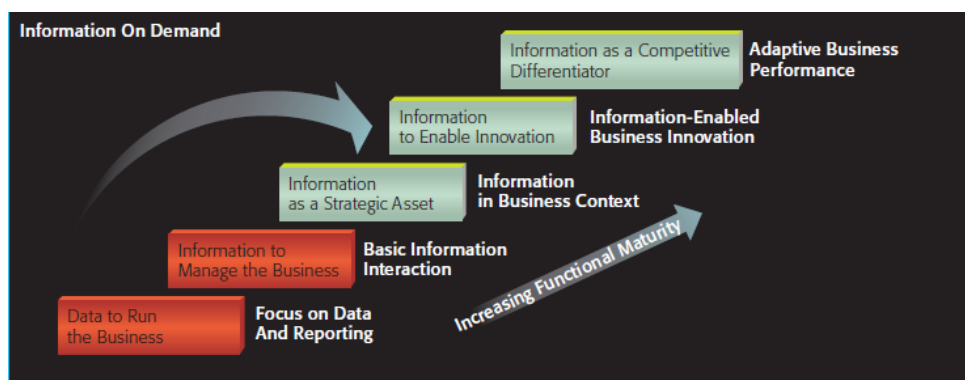 Information On Demand
Information as a Competitive
Differentiator
Adaptive Business
Performance
Information
to Enable Innovation
Information-Enabled
Business Innovation
Information
as a Strategic Asset
Information
in Business Context
Information to
Manage the Business
Basic Information
Interaction
Data to Run
the Business
Focus on Data
And Reporting
Increasing Functional Maturity